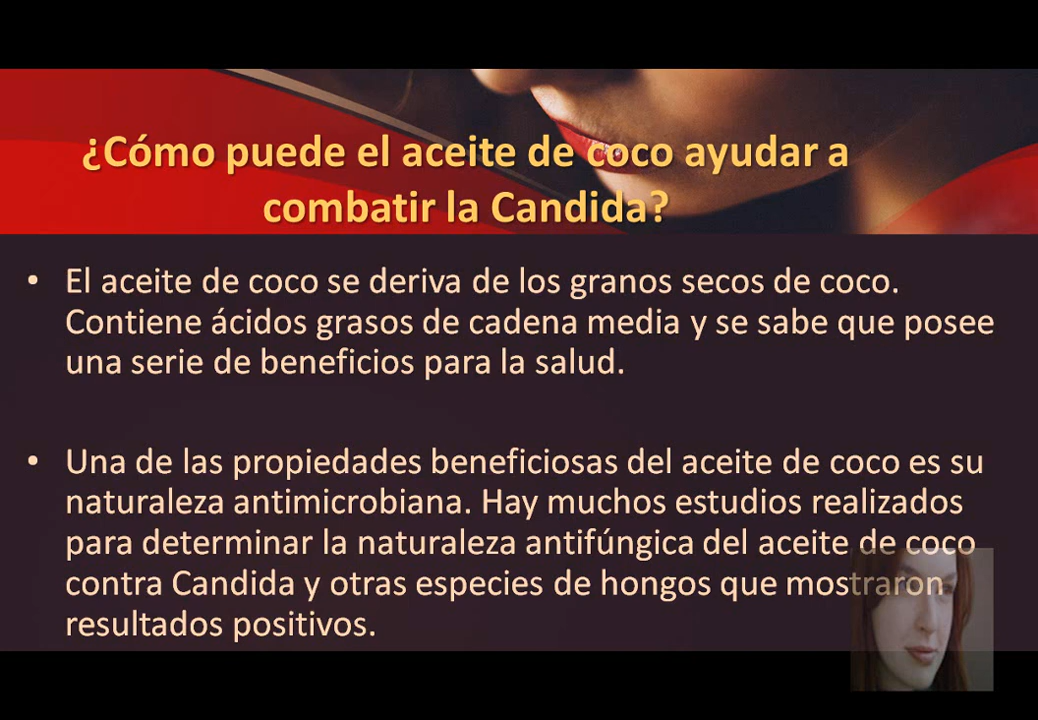 ¿Cómo puede el aceite de coco ayudar a
combatir la Candida?
• El aceite de coco se deriva de los granos secos de coco.
Contiene ácidos grasos de cadena media y se sabe que posee
una serie de beneficios para la salud.
• Una de las propiedades beneficiosas del aceite de coco es su
naturaleza antimicrobiana. Hay muchos estudios realizados
para determinar la naturaleza antifúngica del aceite de coco
contra Candida y otras especies de hongos que mostraron
resultados positivos.